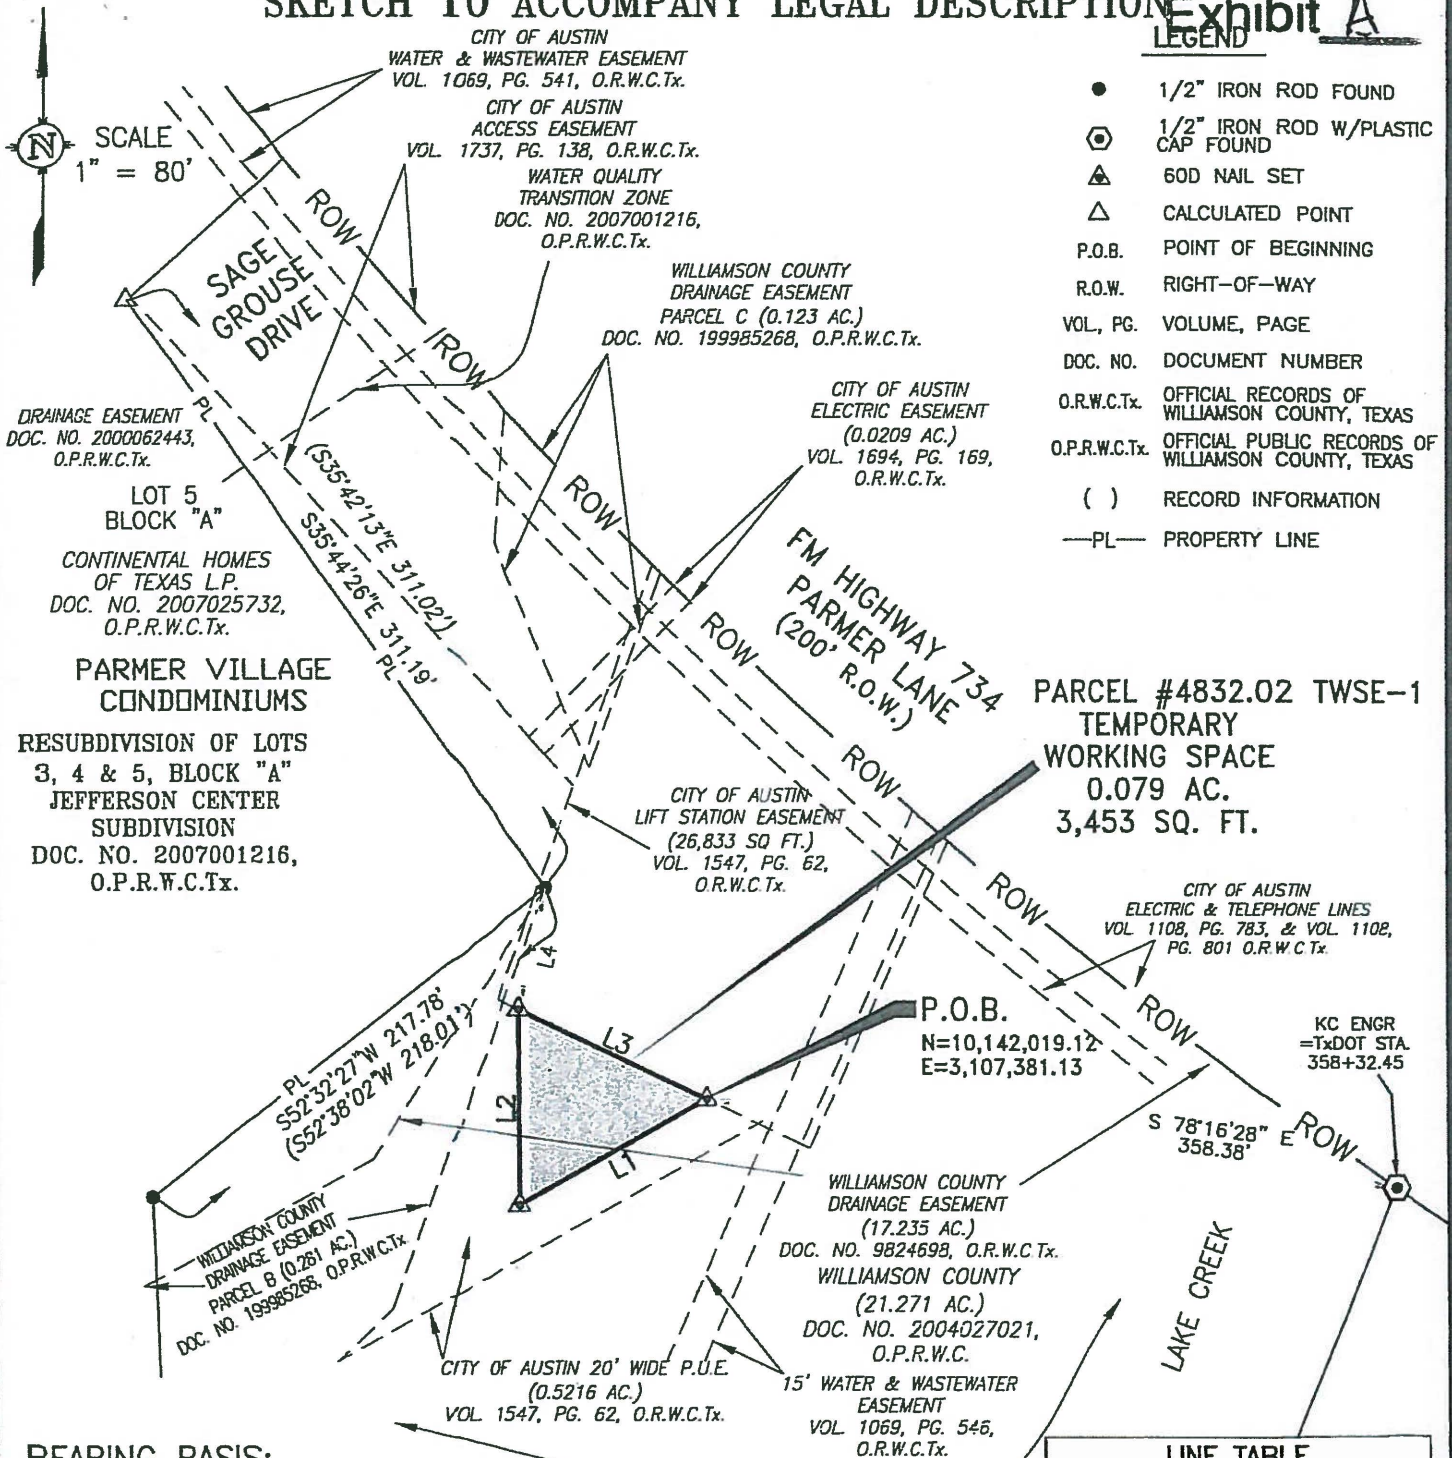 SKETCH TO ACCOMPANY LEGAL DESCRIPTION
Exhibit A
LEGEND
1/2" IRON ROD FOUND
1/2" IRON ROD W/PLASTIC
CAP FOUND
60D NAIL SET
CALCULATED POINT
P.O.B. POINT OF BEGINNING
R.O.W. RIGHT-OF-WAY
VOL, PG. VOLUME, PAGE
DOC. NO. DOCUMENT NUMBER
O.R.W.C.Tx. OFFICIAL RECORDS OF
WILLIAMSON COUNTY, TEXAS
O.P.R.W.C.Tx. OFFICIAL PUBLIC RECORDS OF
WILLIAMSON COUNTY, TEXAS
( ) RECORD INFORMATION
—PL— PROPERTY LINE
N
SCALE
1" = 80'
CITY OF AUSTIN
WATER & WASTEWATER EASEMENT
VOL. 1069, PG. 541, O.R.W.C.Tx.
CITY OF AUSTIN
ACCESS EASEMENT
VOL. 1737, PG. 138, O.R.W.C.Tx.
WATER QUALITY
TRANSITION ZONE
DOC. NO. 2007001216,
O.P.R.W.C.Tx.
WILLIAMSON COUNTY
DRAINAGE EASEMENT
PARCEL C (0.123 AC.)
DOC. NO. 199985268, O.P.R.W.C.Tx.
CITY OF AUSTIN
ELECTRIC EASEMENT
(0.0209 AC.)
VOL. 1694, PG. 169,
O.R.W.C.Tx.
ROW
SAGE
GROUSE
DRIVE
ROW
PL
DRAINAGE EASEMENT
DOC. NO. 2000062443,
O.P.R.W.C.Tx.
LOT 5
BLOCK "A"
(S35°42'13"E 311.02')
S35°44'26"E 311.19'
PL
ROW
CONTINENTAL HOMES
OF TEXAS L.P.
DOC. NO. 2007025732,
O.P.R.W.C.Tx.
PARMER VILLAGE
CONDOMINIUMS
RESUBDIVISION OF LOTS
3, 4 & 5, BLOCK "A"
JEFFERSON CENTER
SUBDIVISION
DOC. NO. 2007001216,
O.P.R.W.C.Tx.
FM HIGHWAY 734
PARMER LANE
(200' R.O.W.)
ROW
ROW
PARCEL #4832.02 TWSE-1
TEMPORARY
WORKING SPACE
0.079 AC.
3,453 SQ. FT.
CITY OF AUSTIN
LIFT STATION EASEMENT
(26,833 SQ FT.)
VOL. 1547, PG. 62,
O.R.W.C.Tx.
ROW
CITY OF AUSTIN
ELECTRIC & TELEPHONE LINES
VOL 1108, PG. 783, & VOL. 1108,
PG. 801 O.R.W.C.Tx.
L4
PL
S52°32'27"W 217.78'
(S52°38'02"W 218.01')
L3
L2
L1
P.O.B.
N=10,142,019.12
E=3,107,381.13
ROW
KC ENGR
=TxDOT STA.
358+32.45
S 78°16'28" E
358.38'
ROW
WILLIAMSON COUNTY
DRAINAGE EASEMENT
PARCEL B (0.281 AC.)
DOC. NO. 199985268, O.P.R.W.C.Tx.
WILLIAMSON COUNTY
DRAINAGE EASEMENT
(17.235 AC.)
DOC. NO. 9824698, O.R.W.C.Tx.
WILLIAMSON COUNTY
(21.271 AC.)
DOC. NO. 2004027021,
O.P.R.W.C.
LAKE CREEK
CITY OF AUSTIN 20' WIDE P.U.E.
(0.5216 AC.)
VOL. 1547, PG. 62, O.R.W.C.Tx.
15' WATER & WASTEWATER
EASEMENT
VOL. 1069, PG. 546,
O.R.W.C.Tx.
BEARING BASIS:
LINE TABLE